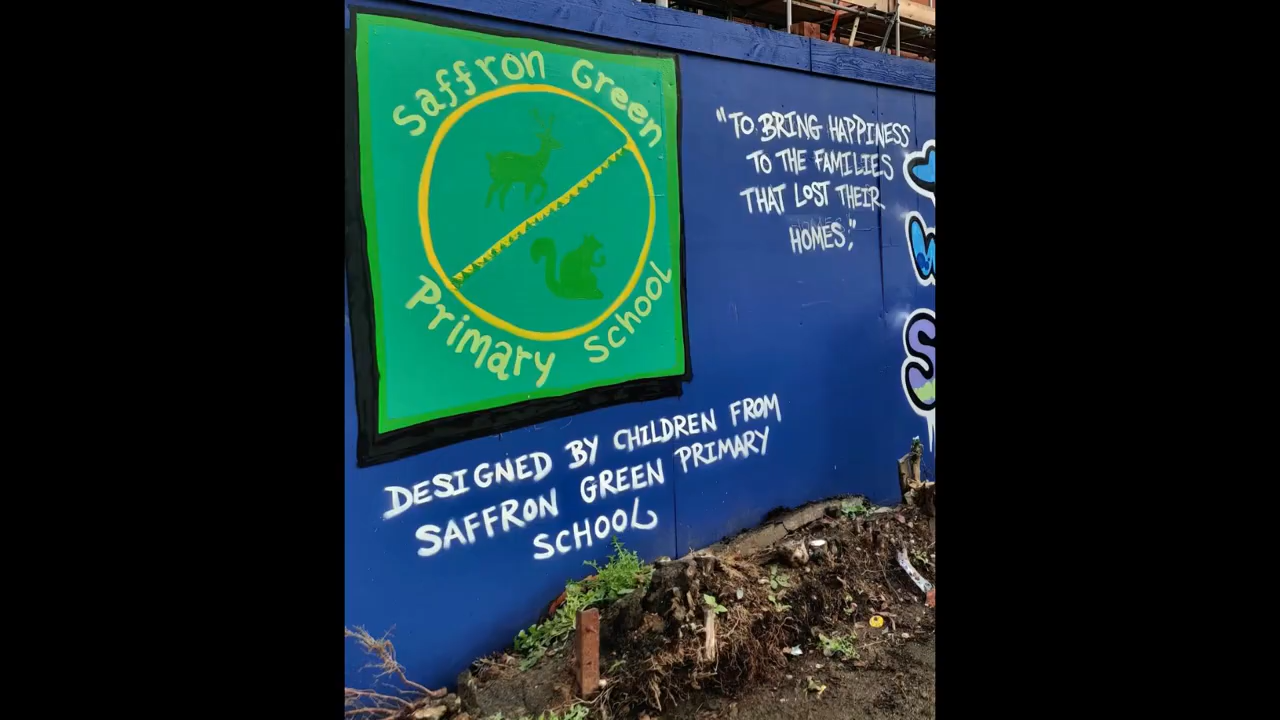 Saffron Green
Primary School
"TO BRING HAPPINESS
TO THE FAMILIES
THAT LOST THEIR
HOMES."
DESIGNED BY CHILDREN FROM
SAFFRON GREEN PRIMARY
SCHOOL